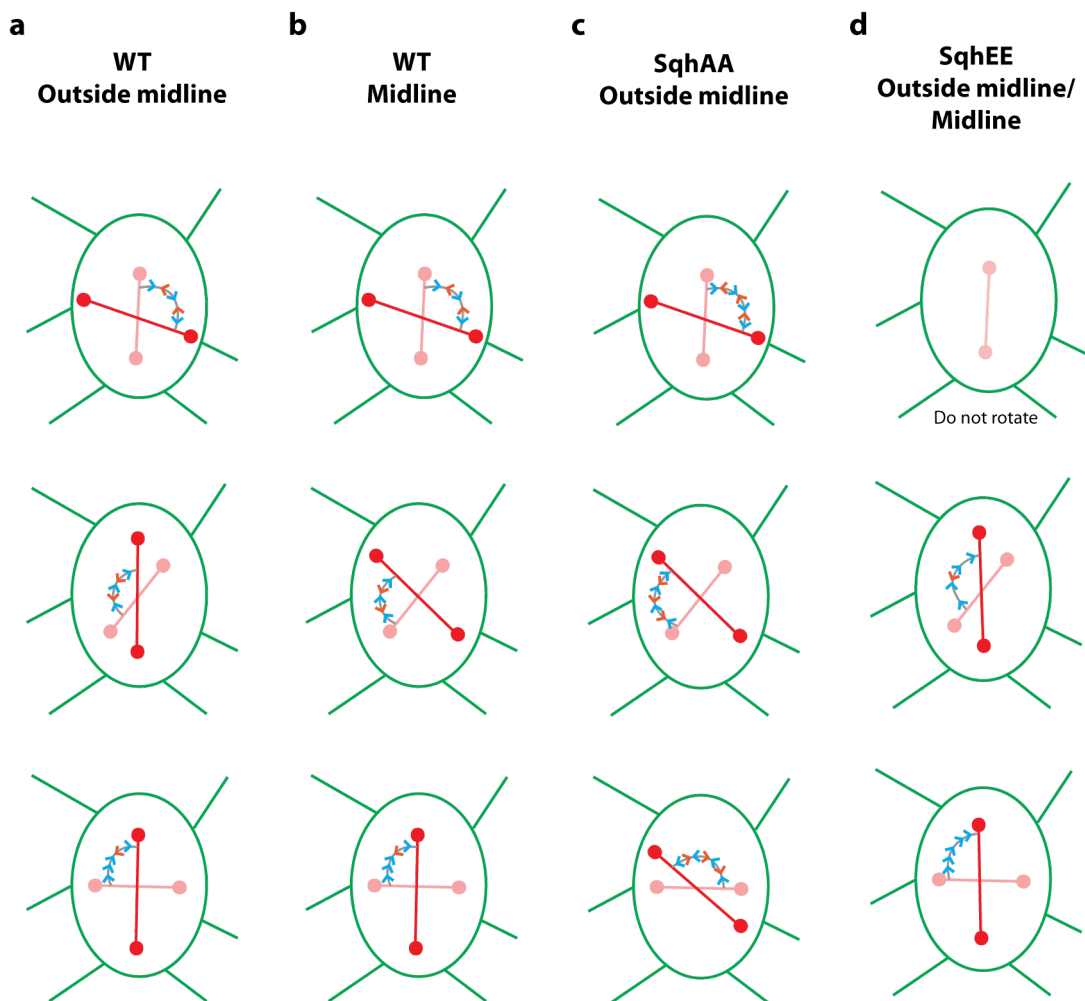 a
WT
Outside midline
b
WT
Midline
c
SqhAA
Outside midline
d
SqhEE
Outside midline/
Midline
Do not rotate